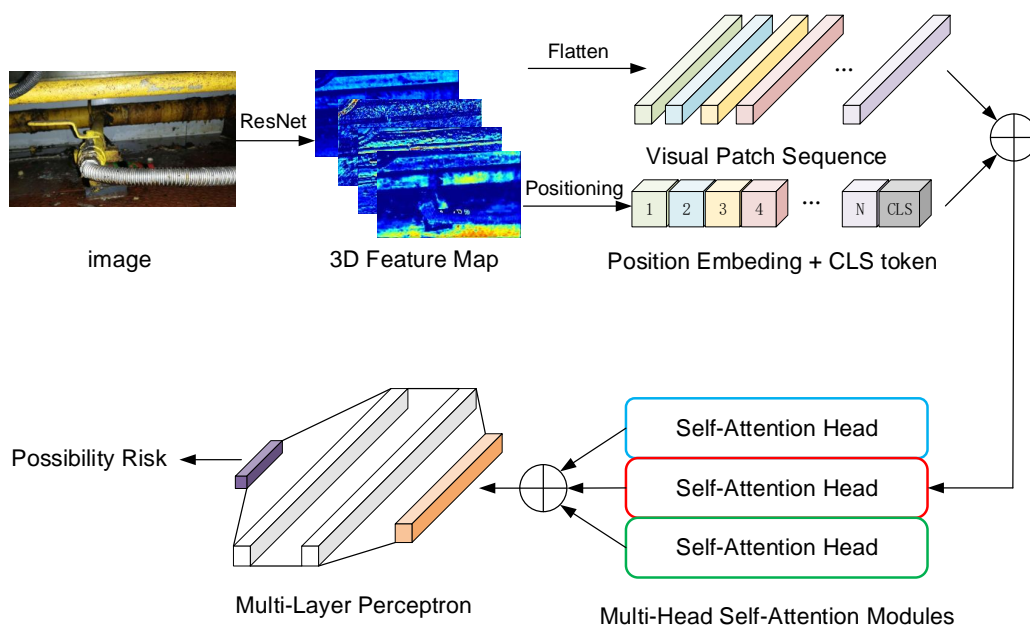 Flatten
...
ResNet
Visual Patch Sequence
Positioning
1 2 3 4 ... N CLS
image
3D Feature Map
Position Embeding + CLS token
Self-Attention Head
Possibility Risk
Self-Attention Head
Self-Attention Head
Multi-Layer Perceptron
Multi-Head Self-Attention Modules